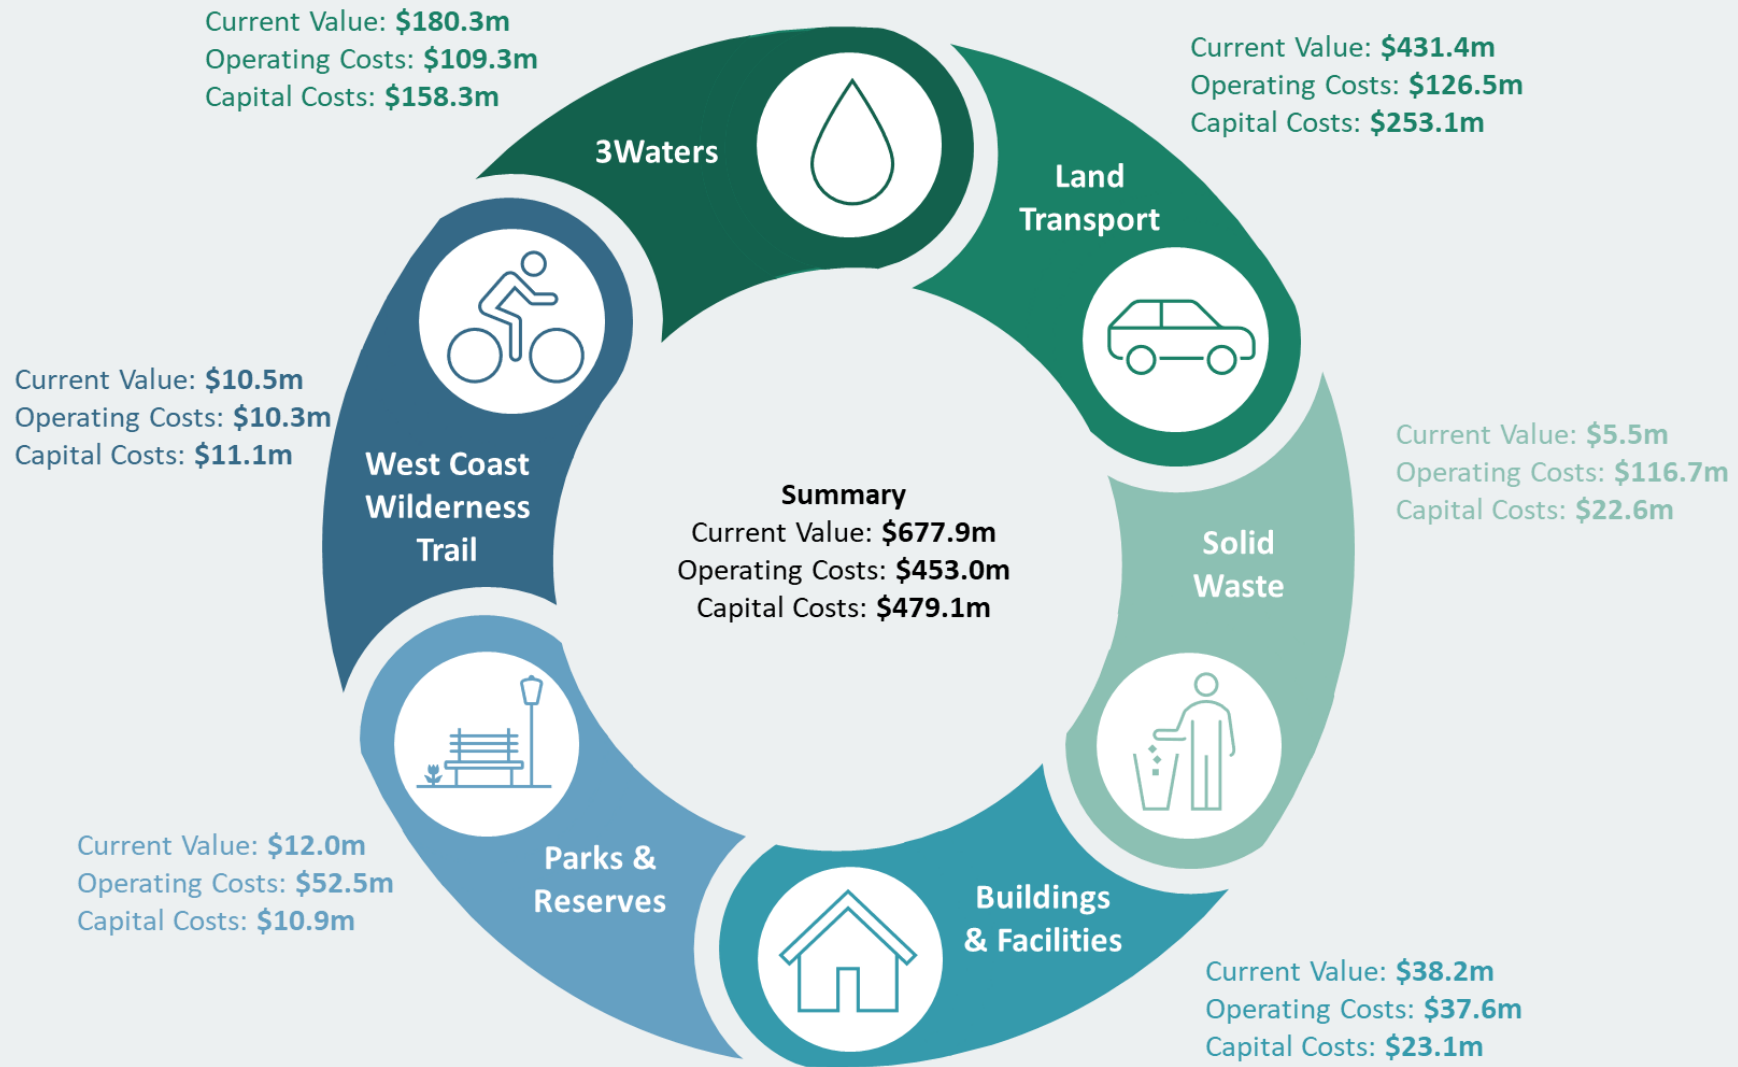 Current Value: $180.3m
Operating Costs: $109.3m
Capital Costs: $158.3m
3Waters
Current Value: $431.4m
Operating Costs: $126.5m
Capital Costs: $253.1m
Land
Transport
Current Value: $5.5m
Operating Costs: $116.7m
Capital Costs: $22.6m
Solid
Waste
Current Value: $38.2m
Operating Costs: $37.6m
Capital Costs: $23.1m
Buildings
& Facilities
Current Value: $12.0m
Operating Costs: $52.5m
Capital Costs: $10.9m
Parks &
Reserves
Current Value: $10.5m
Operating Costs: $10.3m
Capital Costs: $11.1m
West Coast
Wilderness
Trail
Summary
Current Value: $677.9m
Operating Costs: $453.0m
Capital Costs: $479.1m